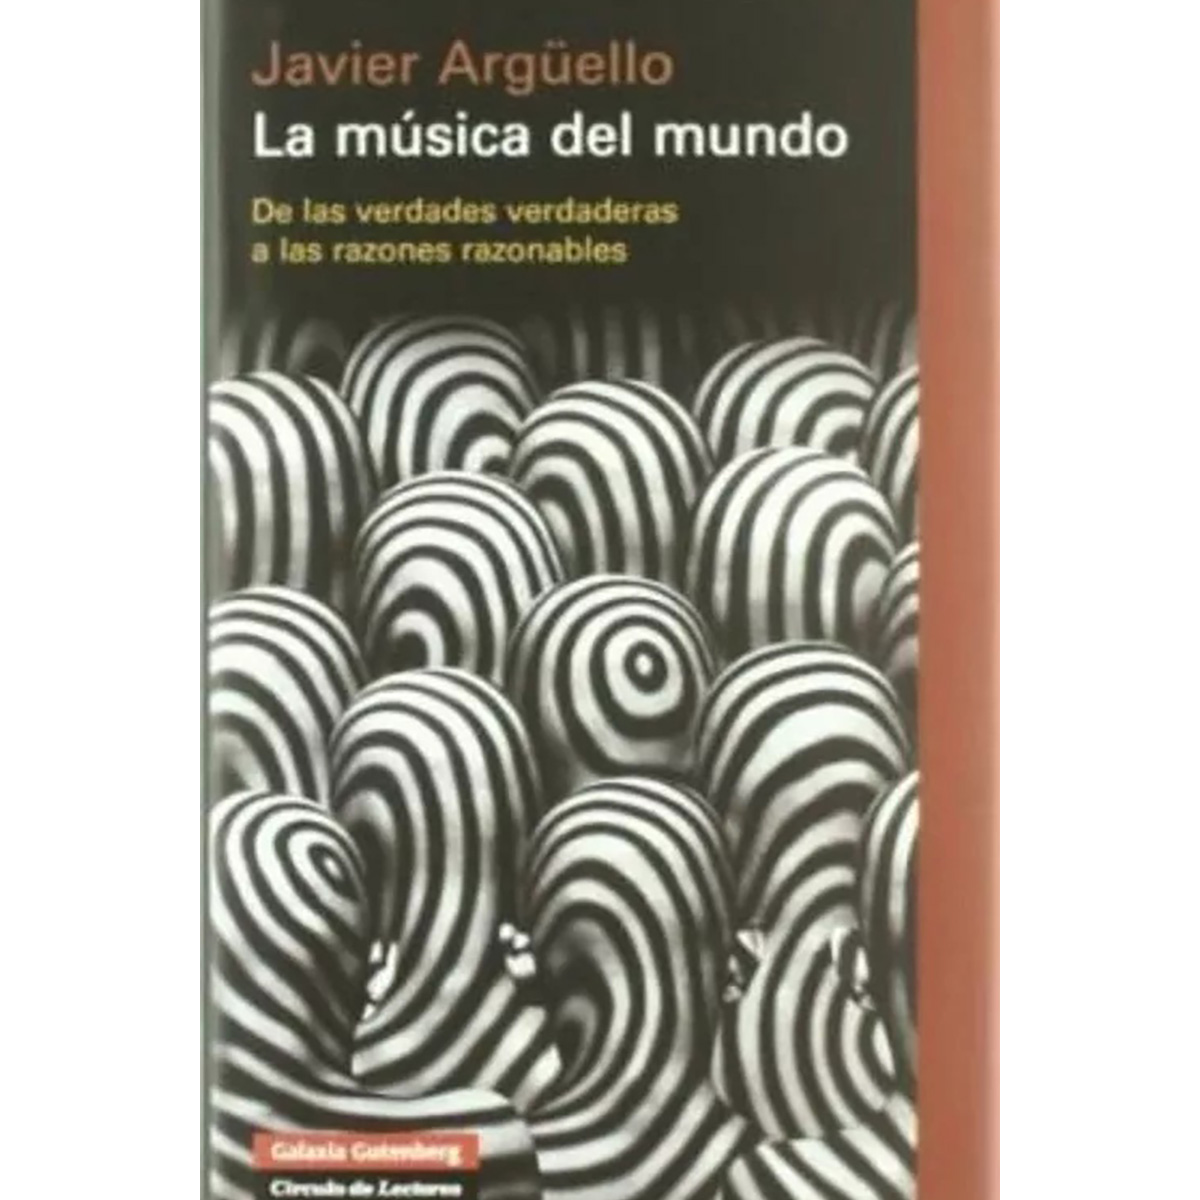 Javier Argüello
La música del mundo
De las verdades verdaderas
a las razones razonables
Galaxia Gutenberg
Círculo de Lectores